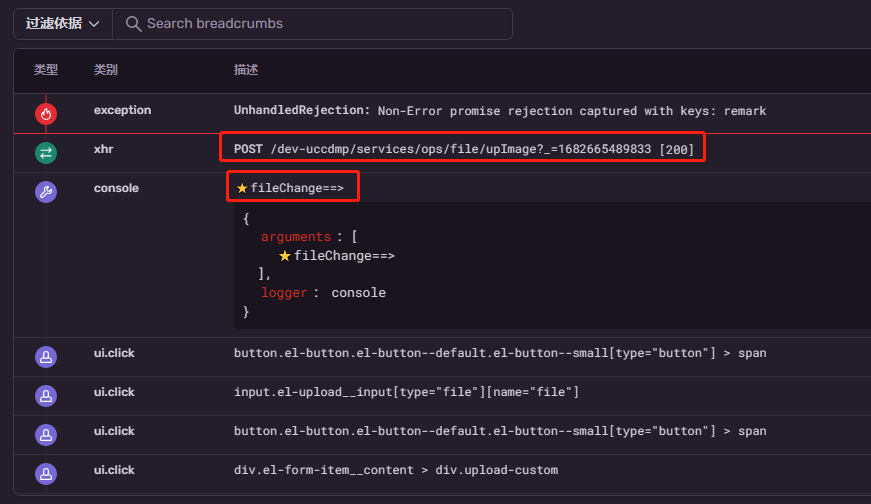 过滤依据 Search breadcrumbs
类型 类别 描述
exception UnhandledRejection: Non-Error promise rejection captured with keys: remark
xhr POST /dev-uccdmp/services/ops/file/upImage?_=1682665489833 [200]
console ⭐fileChange==>
{
arguments: [
⭐fileChange==>
],
logger: console
}
ui.click button.el-button.el-button--default.el-button--small[type="button"] > span
ui.click input.el-upload__input[type="file"][name="file"]
ui.click button.el-button.el-button--default.el-button--small[type="button"] > span
ui.click div.el-form-item__content > div.upload-custom